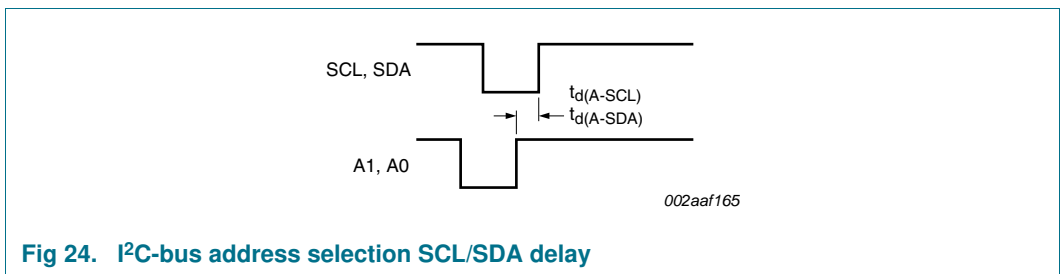 SCL, SDA
td(A-SCL)
td(A-SDA)
A1, A0
002aaf165
Fig 24. I2C-bus address selection SCL/SDA delay